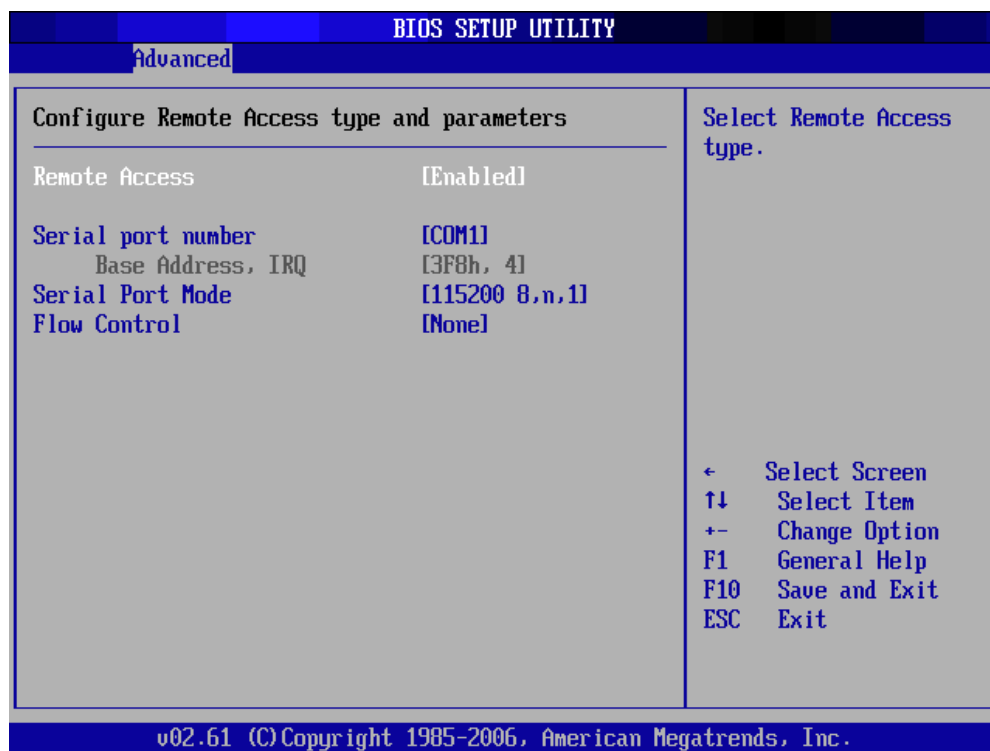 BIOS SETUP UTILITY
Advanced
Configure Remote Access type and parameters
Remote Access [Enabled]
Serial port number [COM1]
Base Address, IRQ [3F8h, 4]
Serial Port Mode [115200 8,n,1]
Flow Control [None]
Select Remote Access
type.
← Select Screen
↑↓ Select Item
+- Change Option
F1 General Help
F10 Save and Exit
ESC Exit
v02.61 (C)Copyright 1985-2006, American Megatrends, Inc.